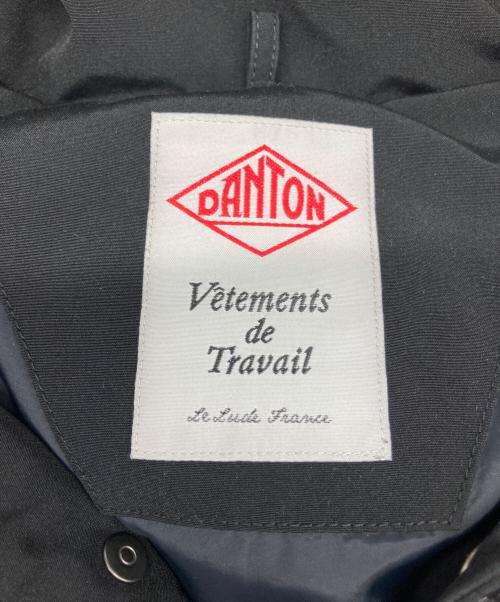 DANTON
Vêtements
de
Travail
Le Lude France